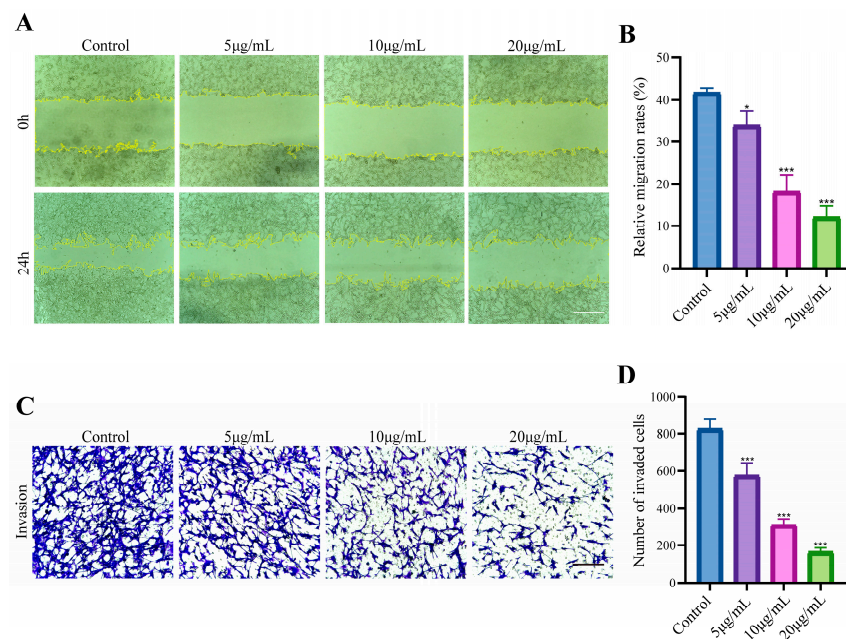 A
Control
5μg/mL
10μg/mL
20μg/mL
0h
24h
B
Relative migration rates (%)
50
40
30
20
10
0
*
***
***
Control
5μg/mL
10μg/mL
20μg/mL
C
Control
5μg/mL
10μg/mL
20μg/mL
Invasion
D
Number of invaded cells
1000
800
600
400
200
0
***
***
***
Control
5μg/mL
10μg/mL
20μg/mL